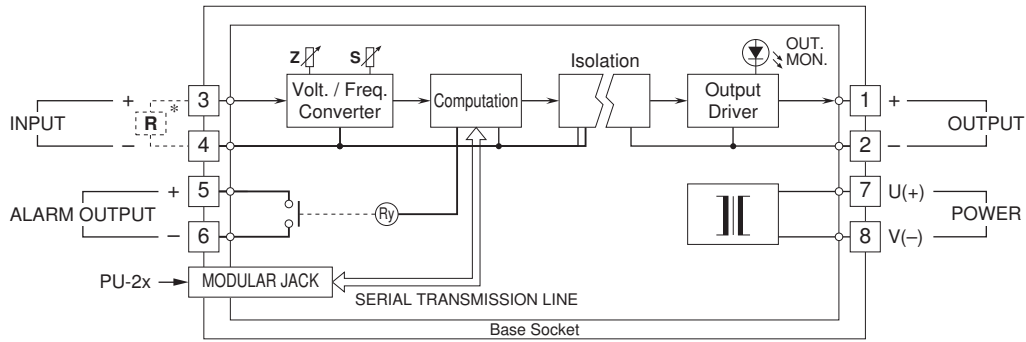 Z
S
Isolation
OUT.
MON.
Volt. / Freq.
Converter
Computation
Output
Driver
INPUT
+
3
R
*
−
4
1
+
OUTPUT
2
−
ALARM OUTPUT
+
5
−
6
Ry
7
U(+)
POWER
8
V(−)
PU-2x
MODULAR JACK
SERIAL TRANSMISSION LINE
Base Socket